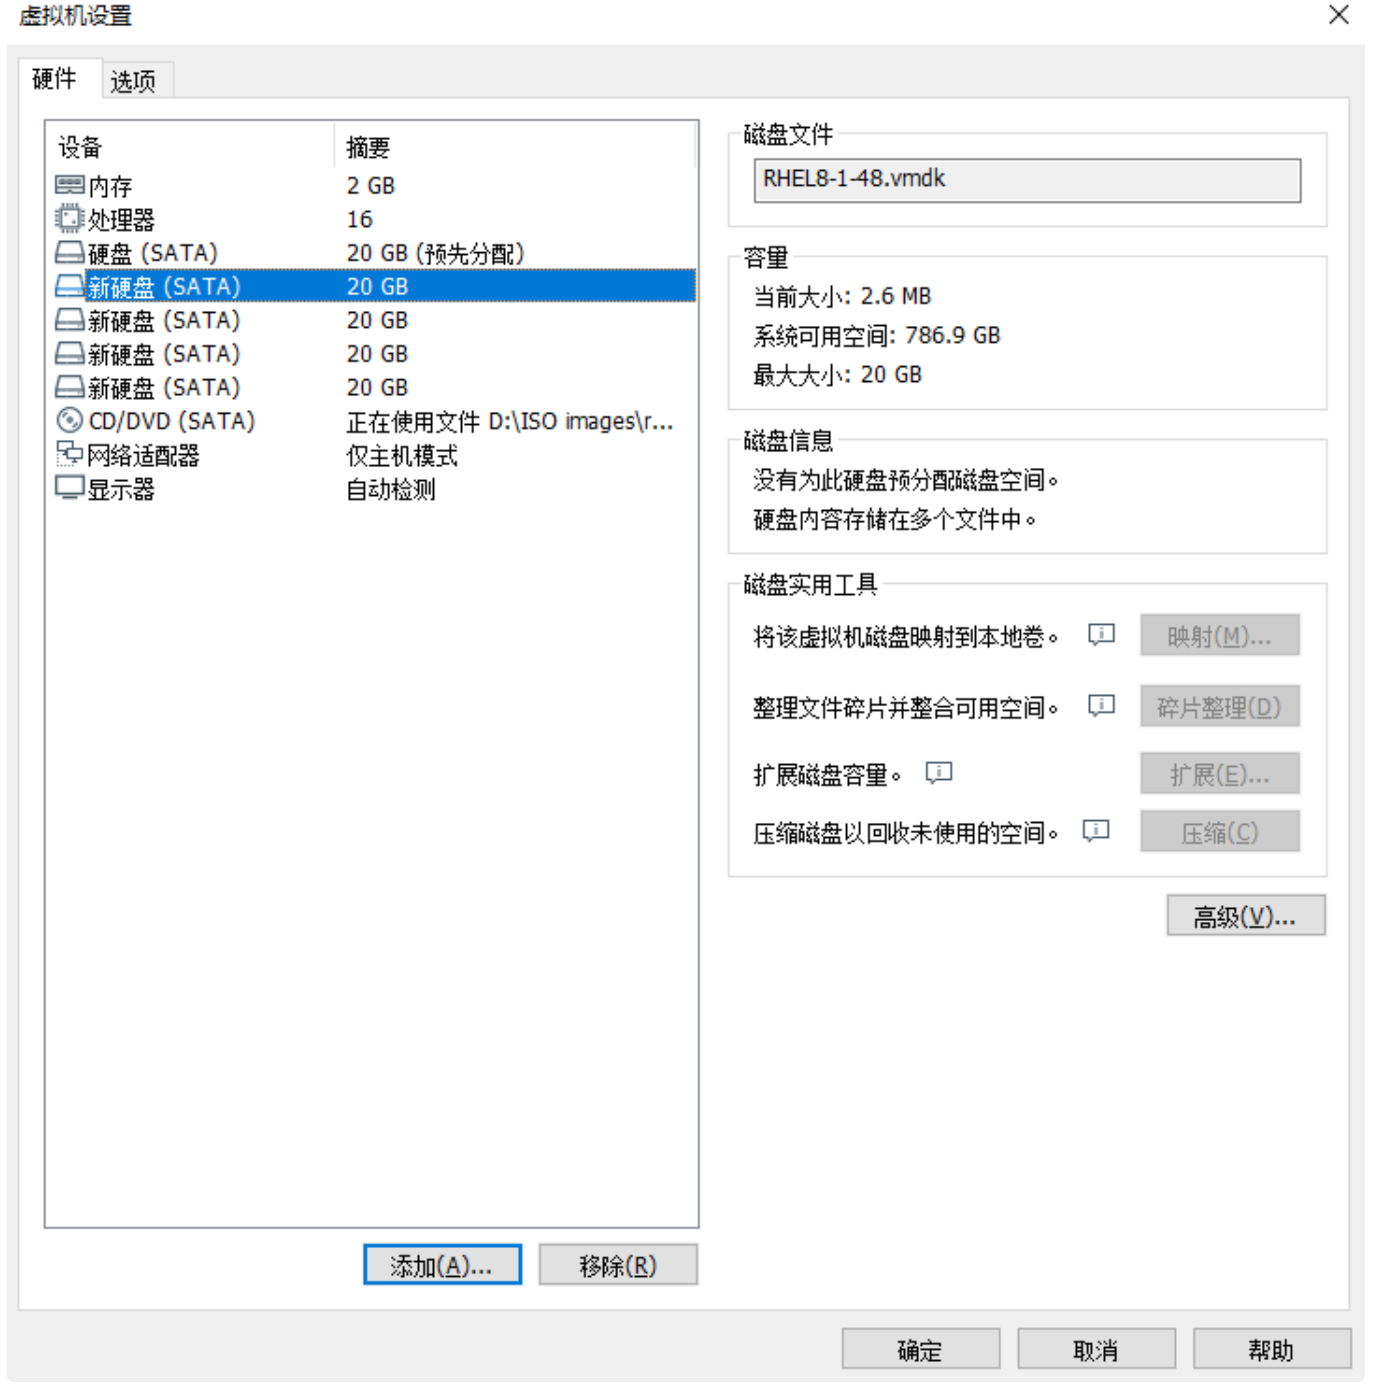 虚拟机设置
硬件
选项
设备 摘要
内存 2 GB
处理器 16
硬盘 (SATA) 20 GB (预先分配)
新硬盘 (SATA) 20 GB
新硬盘 (SATA) 20 GB
新硬盘 (SATA) 20 GB
新硬盘 (SATA) 20 GB
CD/DVD (SATA) 正在使用文件 D:\ISO images\r...
网络适配器 仅主机模式
显示器 自动检测
添加(A)...
移除(R)
磁盘文件
RHEL8-1-48.vmdk
容量
当前大小: 2.6 MB
系统可用空间: 786.9 GB
最大大小: 20 GB
磁盘信息
没有为此硬盘预分配磁盘空间。
硬盘内容存储在多个文件中。
磁盘实用工具
将该虚拟机磁盘映射到本地卷。 映射(M)...
整理文件碎片并整合可用空间。 碎片整理(D)
扩展磁盘容量。 扩展(E)...
压缩磁盘以回收未使用的空间。 压缩(C)
高级(V)...
确定
取消
帮助